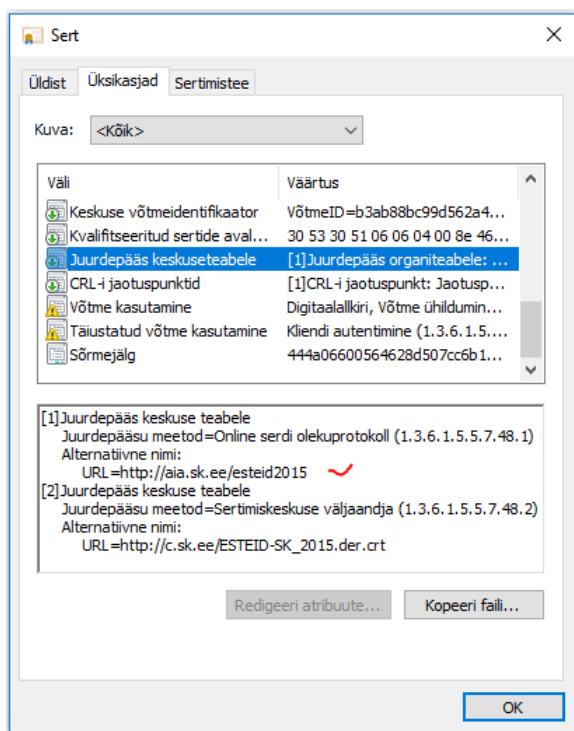 Sert
Üldist Üksikasjad Sertimistee
Kuva: <Kõik>
Väli Väärtus
Keskuse võtmeidentifikaator VõtmeID=b3ab88bc99d562a4...
Kvalifitseeritud sertide aval... 30 53 30 51 06 06 04 00 8e 46...
Juurdepääs keskuseteabele [1]Juurdepääs organiteabele: ...
CRL-i jaotuspunktid [1]CRL-i jaotuspunkt: Jaotusp...
Võtme kasutamine Digitaalallkiri, Võtme ühildumin...
Täiustatud võtme kasutamine Kliendi autentimine (1.3.6.1.5....
Sõrmejälg 444a06600564628d507cc6b1...
[1]Juurdepääs keskuse teabele
Juurdepääsu meetod=Online serdi olekuprotokoll (1.3.6.1.5.5.7.48.1)
Alternatiivne nimi:
URL=http://aia.sk.ee/esteid2015
[2]Juurdepääs keskuse teabele
Juurdepääsu meetod=Sertimiskeskuse väljaandja (1.3.6.1.5.5.7.48.2)
Alternatiivne nimi:
URL=http://c.sk.ee/ESTEID-SK_2015.der.crt
Redigeeri atribuute... Kopeeri faili...
OK